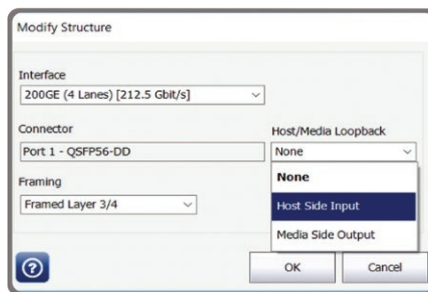 Modify Structure
Interface
200GE (4 Lanes) [212.5 Gbit/s]
Connector
Host/Media Loopback
Port 1 - QSFP56-DD
None
Framing
None
Framed Layer 3/4
Host Side Input
Media Side Output
?
OK
Cancel